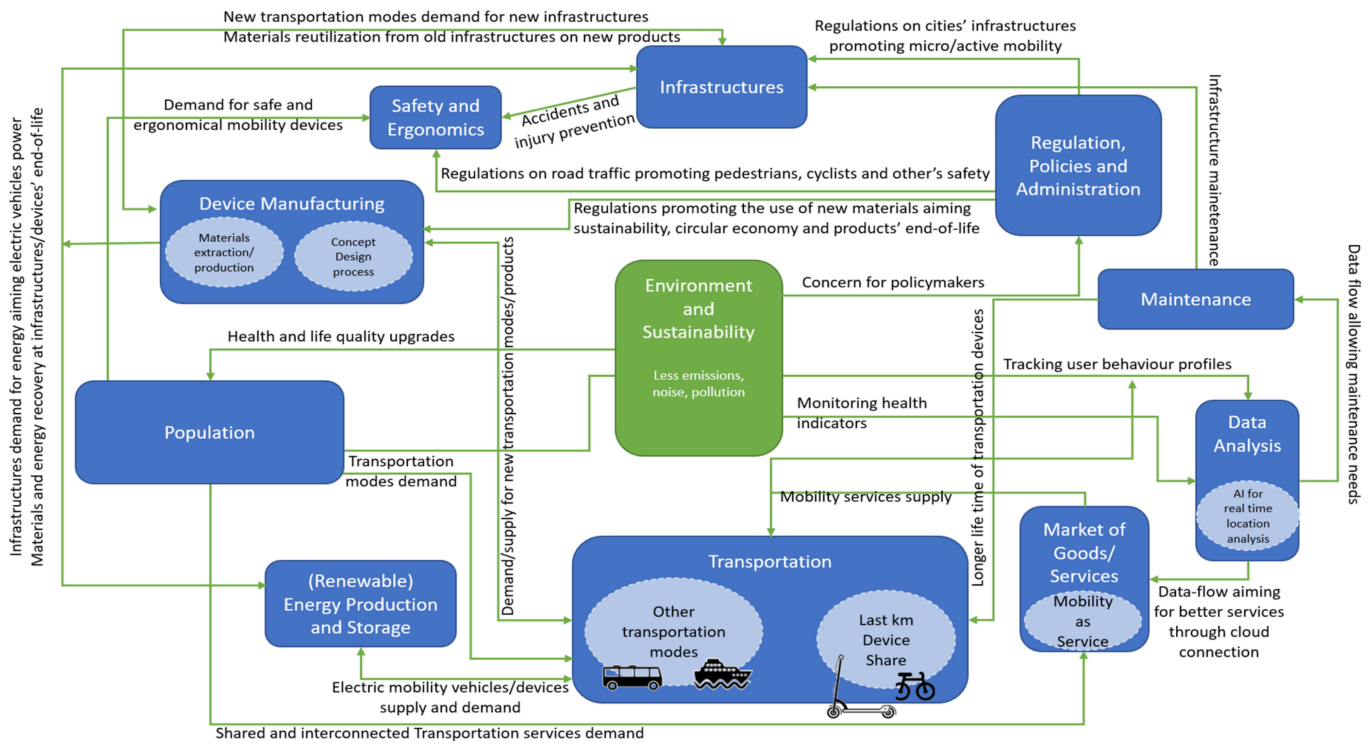 New transportation modes demand for new infrastructures
Materials reutilization from old infrastructures on new products
Regulations on cities' infrastructures
promoting micro/active mobility
Infrastructures
Infrastructure mainetenance
Demand for safe and
ergonomical mobility devices
Safety and
Ergonomics
Accidents and
injury prevention
Regulation,
Policies and
Administration
Regulations on road traffic promoting pedestrians, cyclists and other's safety
Device Manufacturing
Materials
extraction/
production
Concept
Design
process
Regulations promoting the use of new materials aiming
sustainability, circular economy and products' end-of-life
Infrastructures demand for energy aiming electric vehicles power
Materials and energy recovery at infrastructures/devices' end-of-life
Environment
and
Sustainability
Less emissions,
noise, pollution
Concern for policymakers
Maintenance
Data flow allowing maintenance needs
Health and life quality upgrades
Demand/supply for new transportation modes/products
Longer life time of transportation devices
Tracking user behaviour profiles
Monitoring health
indicators
Population
Data
Analysis
AI for
real time
location
analysis
Transportation
modes demand
Mobility services supply
Market of
Goods/
Services
Mobility
as
Service
Transportation
Other
transportation
modes
Last km
Device
Share
(Renewable)
Energy Production
and Storage
Data-flow aiming
for better services
through cloud
connection
Electric mobility vehicles/devices
supply and demand
Shared and interconnected Transportation services demand